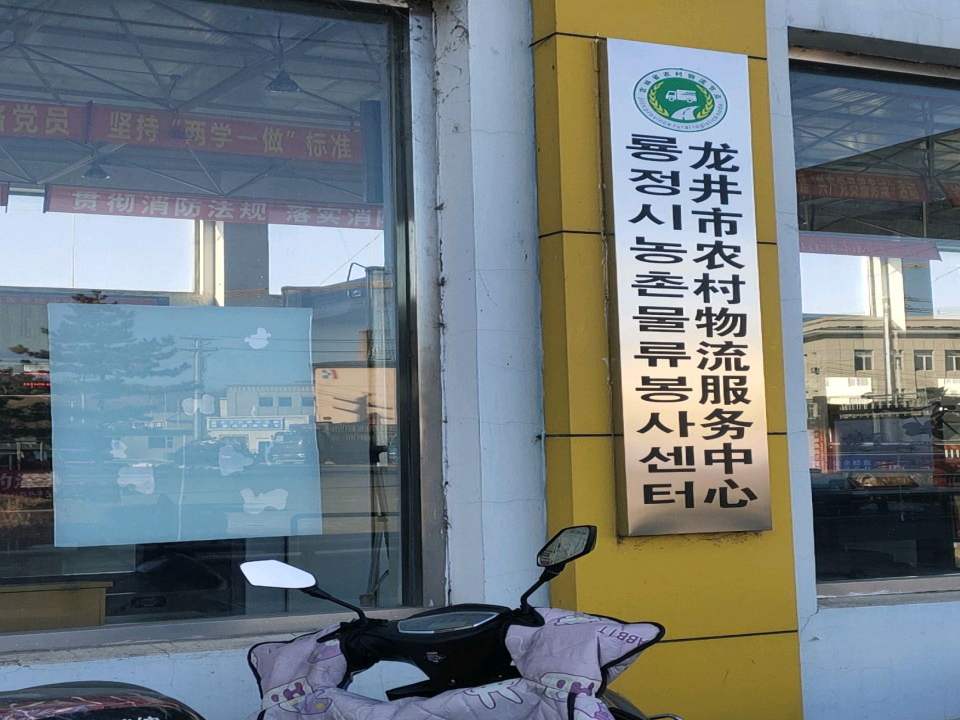 党员 坚持“两学一做”标准
贯彻消防法规 落实消
龙井市农村物流服务中心
룡정시농촌물류봉사센터